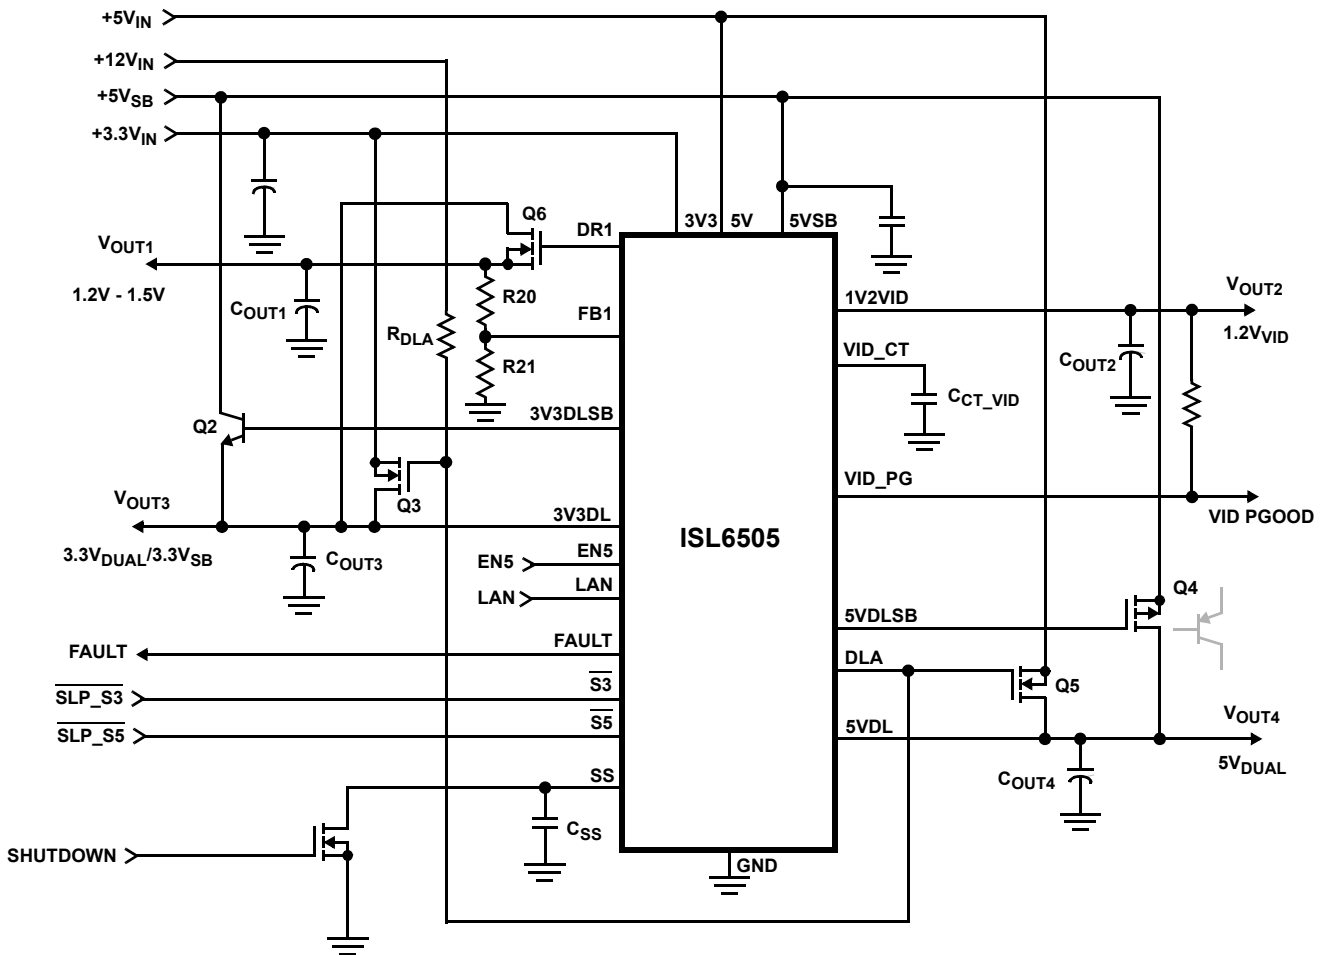 +5VIN
+12VIN
+5VSB
+3.3VIN
Q6
DR1
3V3
5V
5VSB
VOUT1
1.2V - 1.5V
COUT1
R20
FB1
RDLA
R21
1V2VID
VOUT2
1.2VVID
VID_CT
COUT2
CCT_VID
3V3DLSB
Q2
VID_PG
VID PGOOD
Q3
VOUT3
3.3VDUAL/3.3VSB
COUT3
3V3DL
ISL6505
EN5
EN5
LAN
LAN
Q4
5VDLSB
FAULT
FAULT
DLA
Q5
SLP_S3
S3
SLP_S5
S5
5VDL
VOUT4
5VDUAL
COUT4
SS
CSS
SHUTDOWN
GND